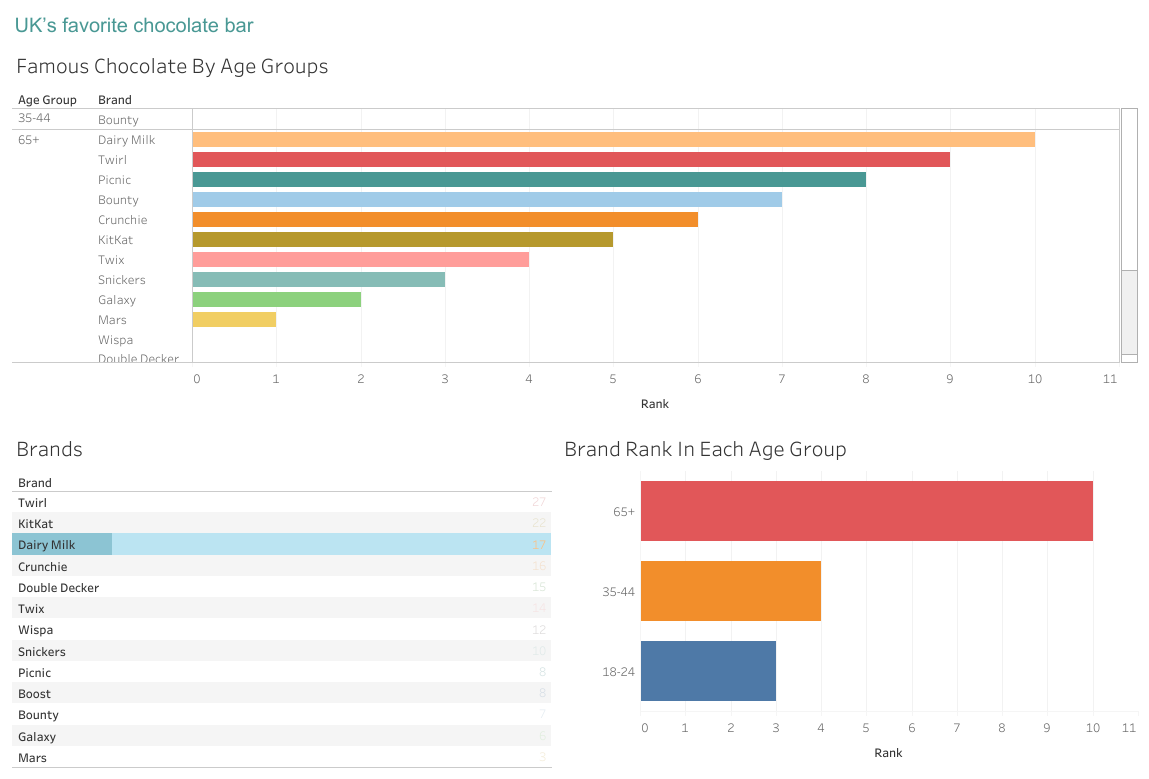 UK's favorite chocolate bar
Famous Chocolate By Age Groups
Age Group Brand
35-44 Bounty
65+ Dairy Milk
Twirl
Picnic
Bounty
Crunchie
KitKat
Twix
Snickers
Galaxy
Mars
Wispa
Double Decker
0 1 2 3 4 5 6 7 8 9 10 11
Rank
Brands
Brand
Twirl 27
KitKat 22
Dairy Milk 17
Crunchie 16
Double Decker 15
Twix 14
Wispa 12
Snickers 10
Picnic 8
Boost 8
Bounty 7
Galaxy 6
Mars 3
Brand Rank In Each Age Group
65+
35-44
18-24
0 1 2 3 4 5 6 7 8 9 10 11
Rank